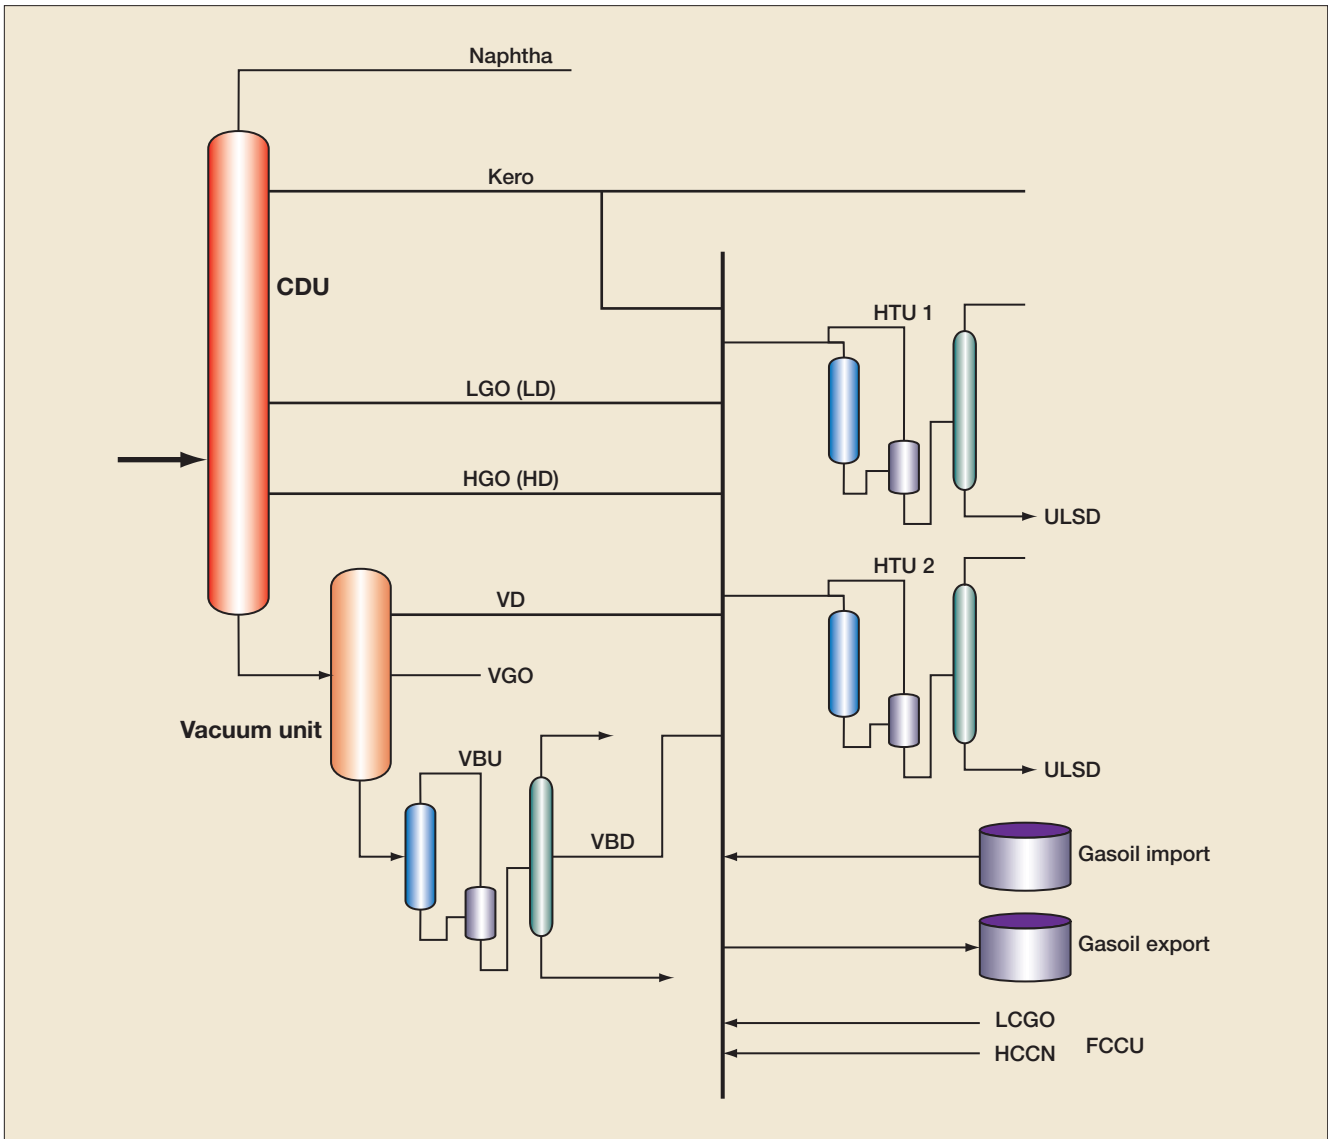 Naphtha
Kero
CDU
HTU 1
LGO (LD)
HGO (HD)
ULSD
HTU 2
VD
VGO
Vacuum unit
VBU
ULSD
VBD
Gasoil import
Gasoil export
LCGO
FCCU
HCCN